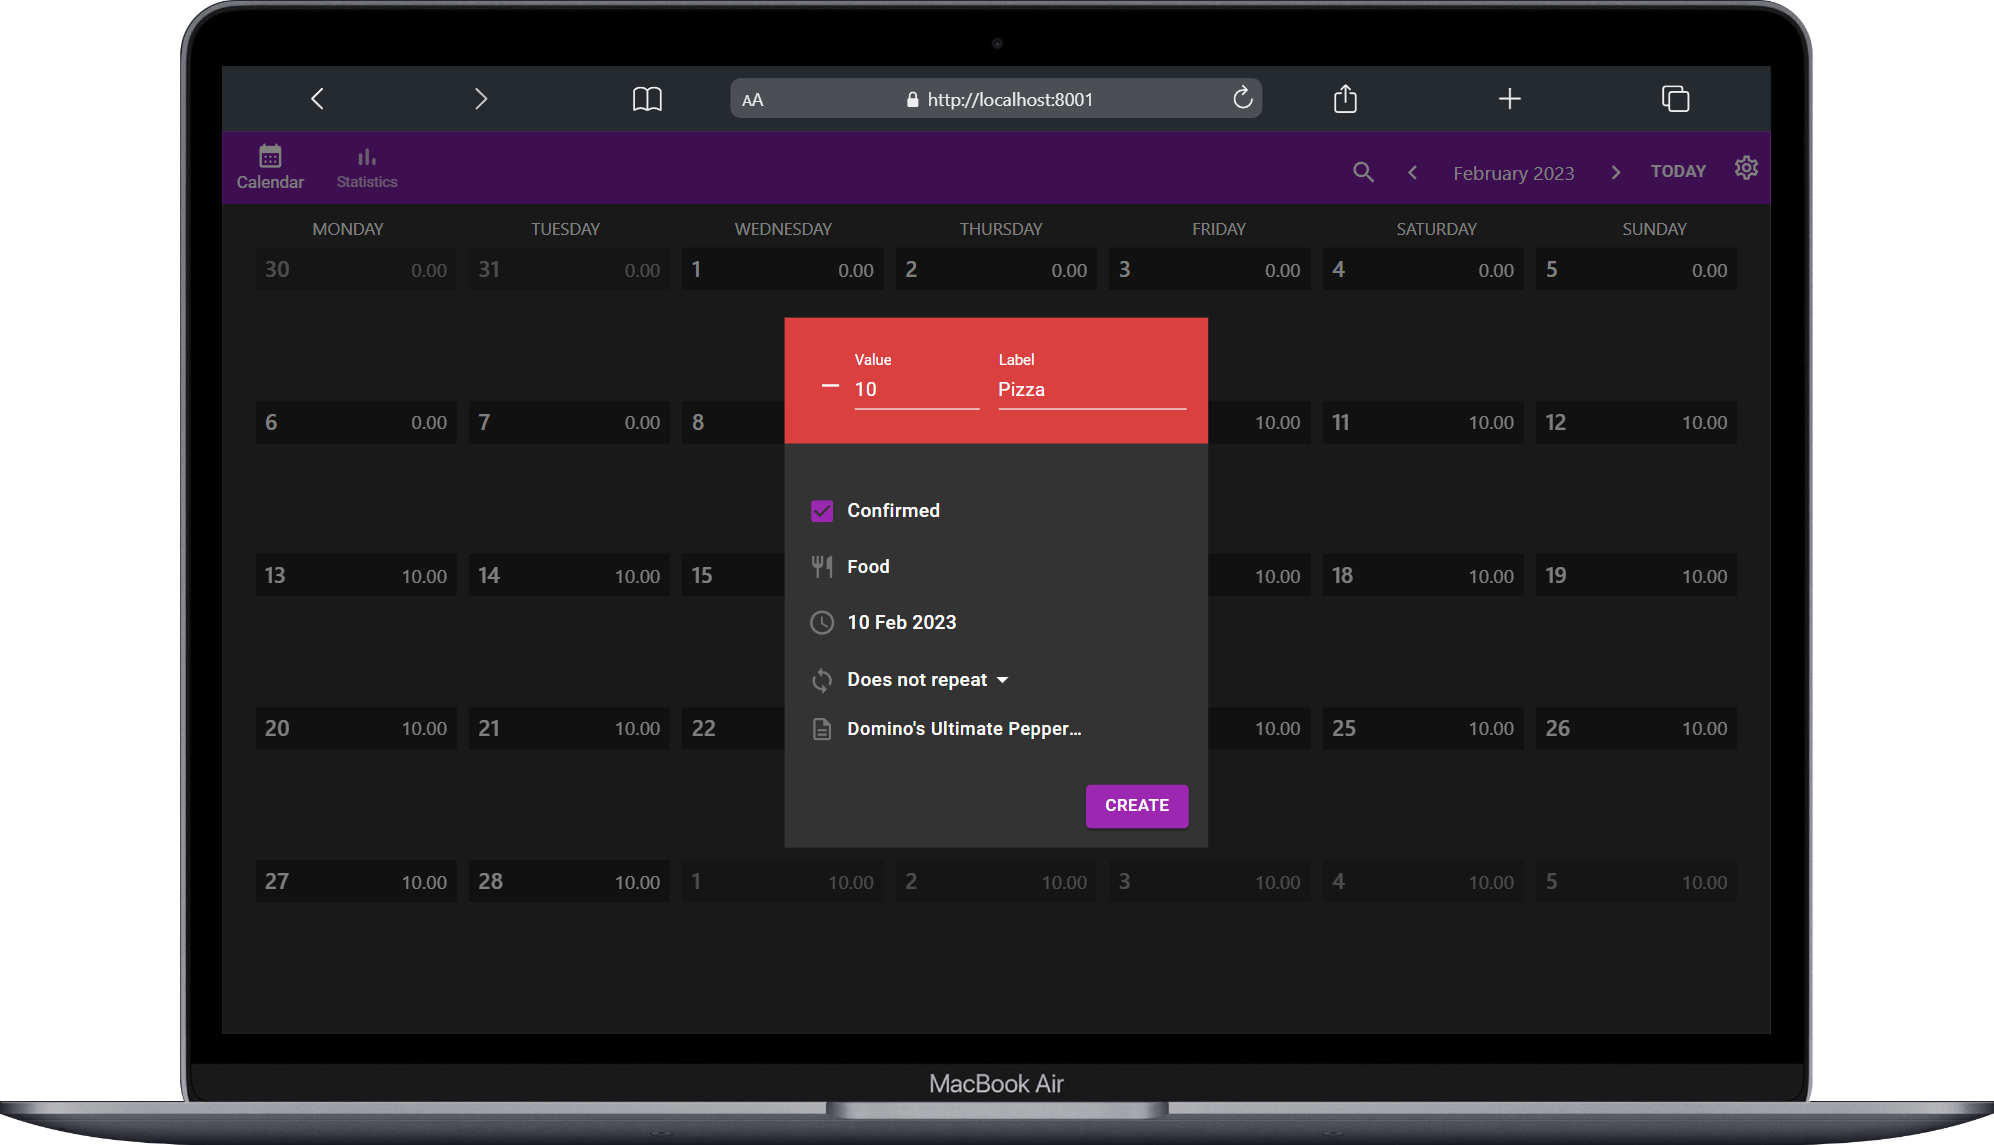 AA http://localhost:8001
Calendar Statistics February 2023 TODAY
MONDAY TUESDAY WEDNESDAY THURSDAY FRIDAY SATURDAY SUNDAY
30 0.00 31 0.00 1 0.00 2 0.00 3 0.00 4 0.00 5 0.00
Value Label
10 Pizza
6 0.00 7 0.00 8 10.00 11 10.00 12 10.00
Confirmed
Food
13 10.00 14 10.00 15 10.00 18 10.00 19 10.00
10 Feb 2023
Does not repeat
Domino's Ultimate Pepper...
20 10.00 21 10.00 22 10.00 25 10.00 26 10.00
CREATE
27 10.00 28 10.00 1 10.00 2 10.00 3 10.00 4 10.00 5 10.00
MacBook Air